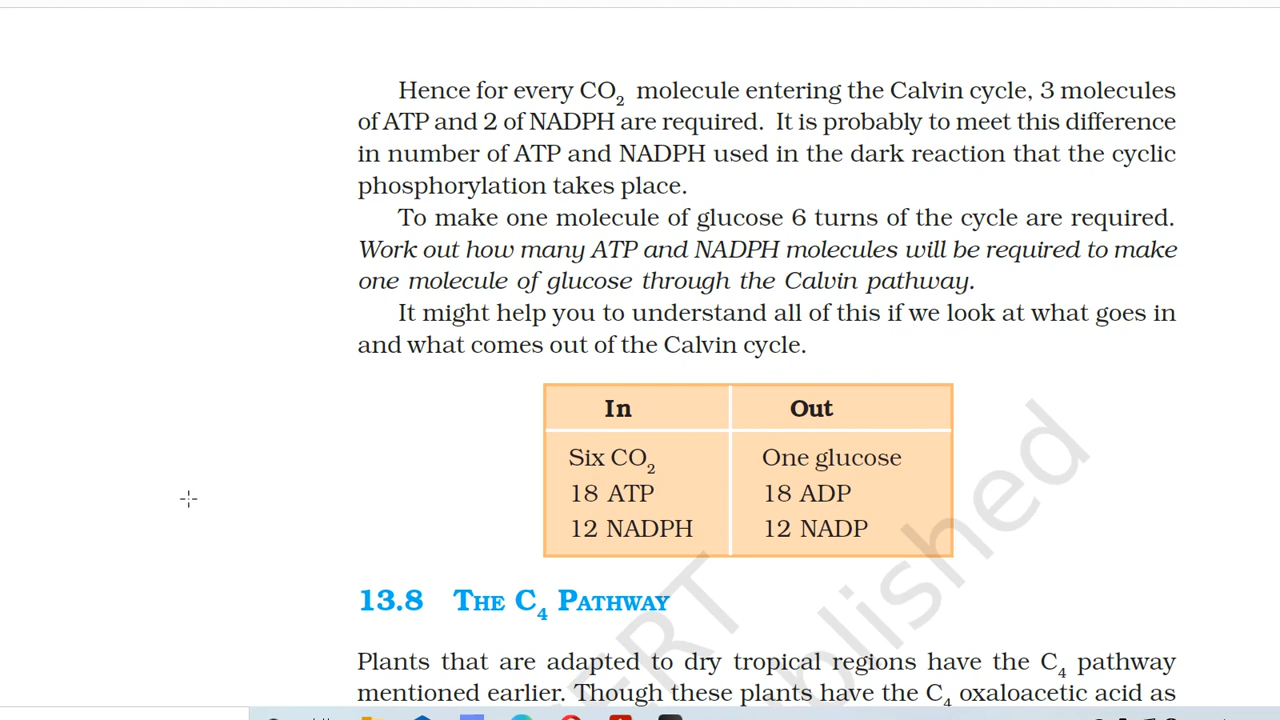 Hence for every CO₂ molecule entering the Calvin cycle, 3 molecules
of ATP and 2 of NADPH are required. It is probably to meet this difference
in number of ATP and NADPH used in the dark reaction that the cyclic
phosphorylation takes place.
To make one molecule of glucose 6 turns of the cycle are required.
Work out how many ATP and NADPH molecules will be required to make
one molecule of glucose through the Calvin pathway.
It might help you to understand all of this if we look at what goes in
and what comes out of the Calvin cycle.
In Out
Six CO₂ One glucose
18 ATP 18 ADP
12 NADPH 12 NADP
13.8 THE C₄ PATHWAY
Plants that are adapted to dry tropical regions have the C₄ pathway
mentioned earlier. Though these plants have the C₄ oxaloacetic acid as